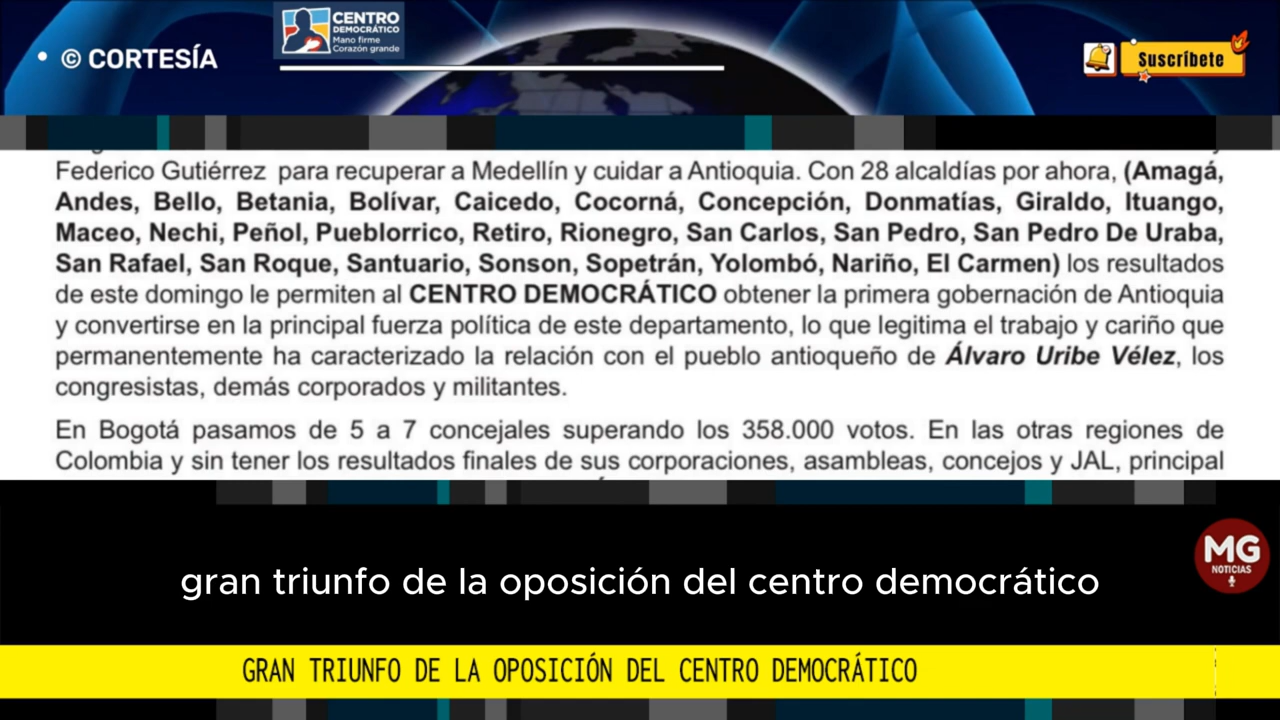 © CORTESÍA
CENTRO
DEMOCRÁTICO
Mano firme
Corazón grande
Suscríbete
Federico Gutiérrez para recuperar a Medellín y cuidar a Antioquia. Con 28 alcaldías por ahora, (Amagá,
Andes, Bello, Betania, Bolívar, Caicedo, Cocorná, Concepción, Donmatías, Giraldo, Ituango,
Maceo, Nechi, Peñol, Pueblorrico, Retiro, Rionegro, San Carlos, San Pedro, San Pedro De Uraba,
San Rafael, San Roque, Santuario, Sonson, Sopetrán, Yolombó, Nariño, El Carmen) los resultados
de este domingo le permiten al CENTRO DEMOCRÁTICO obtener la primera gobernación de Antioquia
y convertirse en la principal fuerza política de este departamento, lo que legitima el trabajo y cariño que
permanentemente ha caracterizado la relación con el pueblo antioqueño de Álvaro Uribe Vélez, los
congresistas, demás corporados y militantes.
En Bogotá pasamos de 5 a 7 concejales superando los 358.000 votos. En las otras regiones de
Colombia y sin tener los resultados finales de sus corporaciones, asambleas, concejos y JAL, principal
MG
NOTICIAS
gran triunfo de la oposición del centro democrático
GRAN TRIUNFO DE LA OPOSICIÓN DEL CENTRO DEMOCRÁTICO